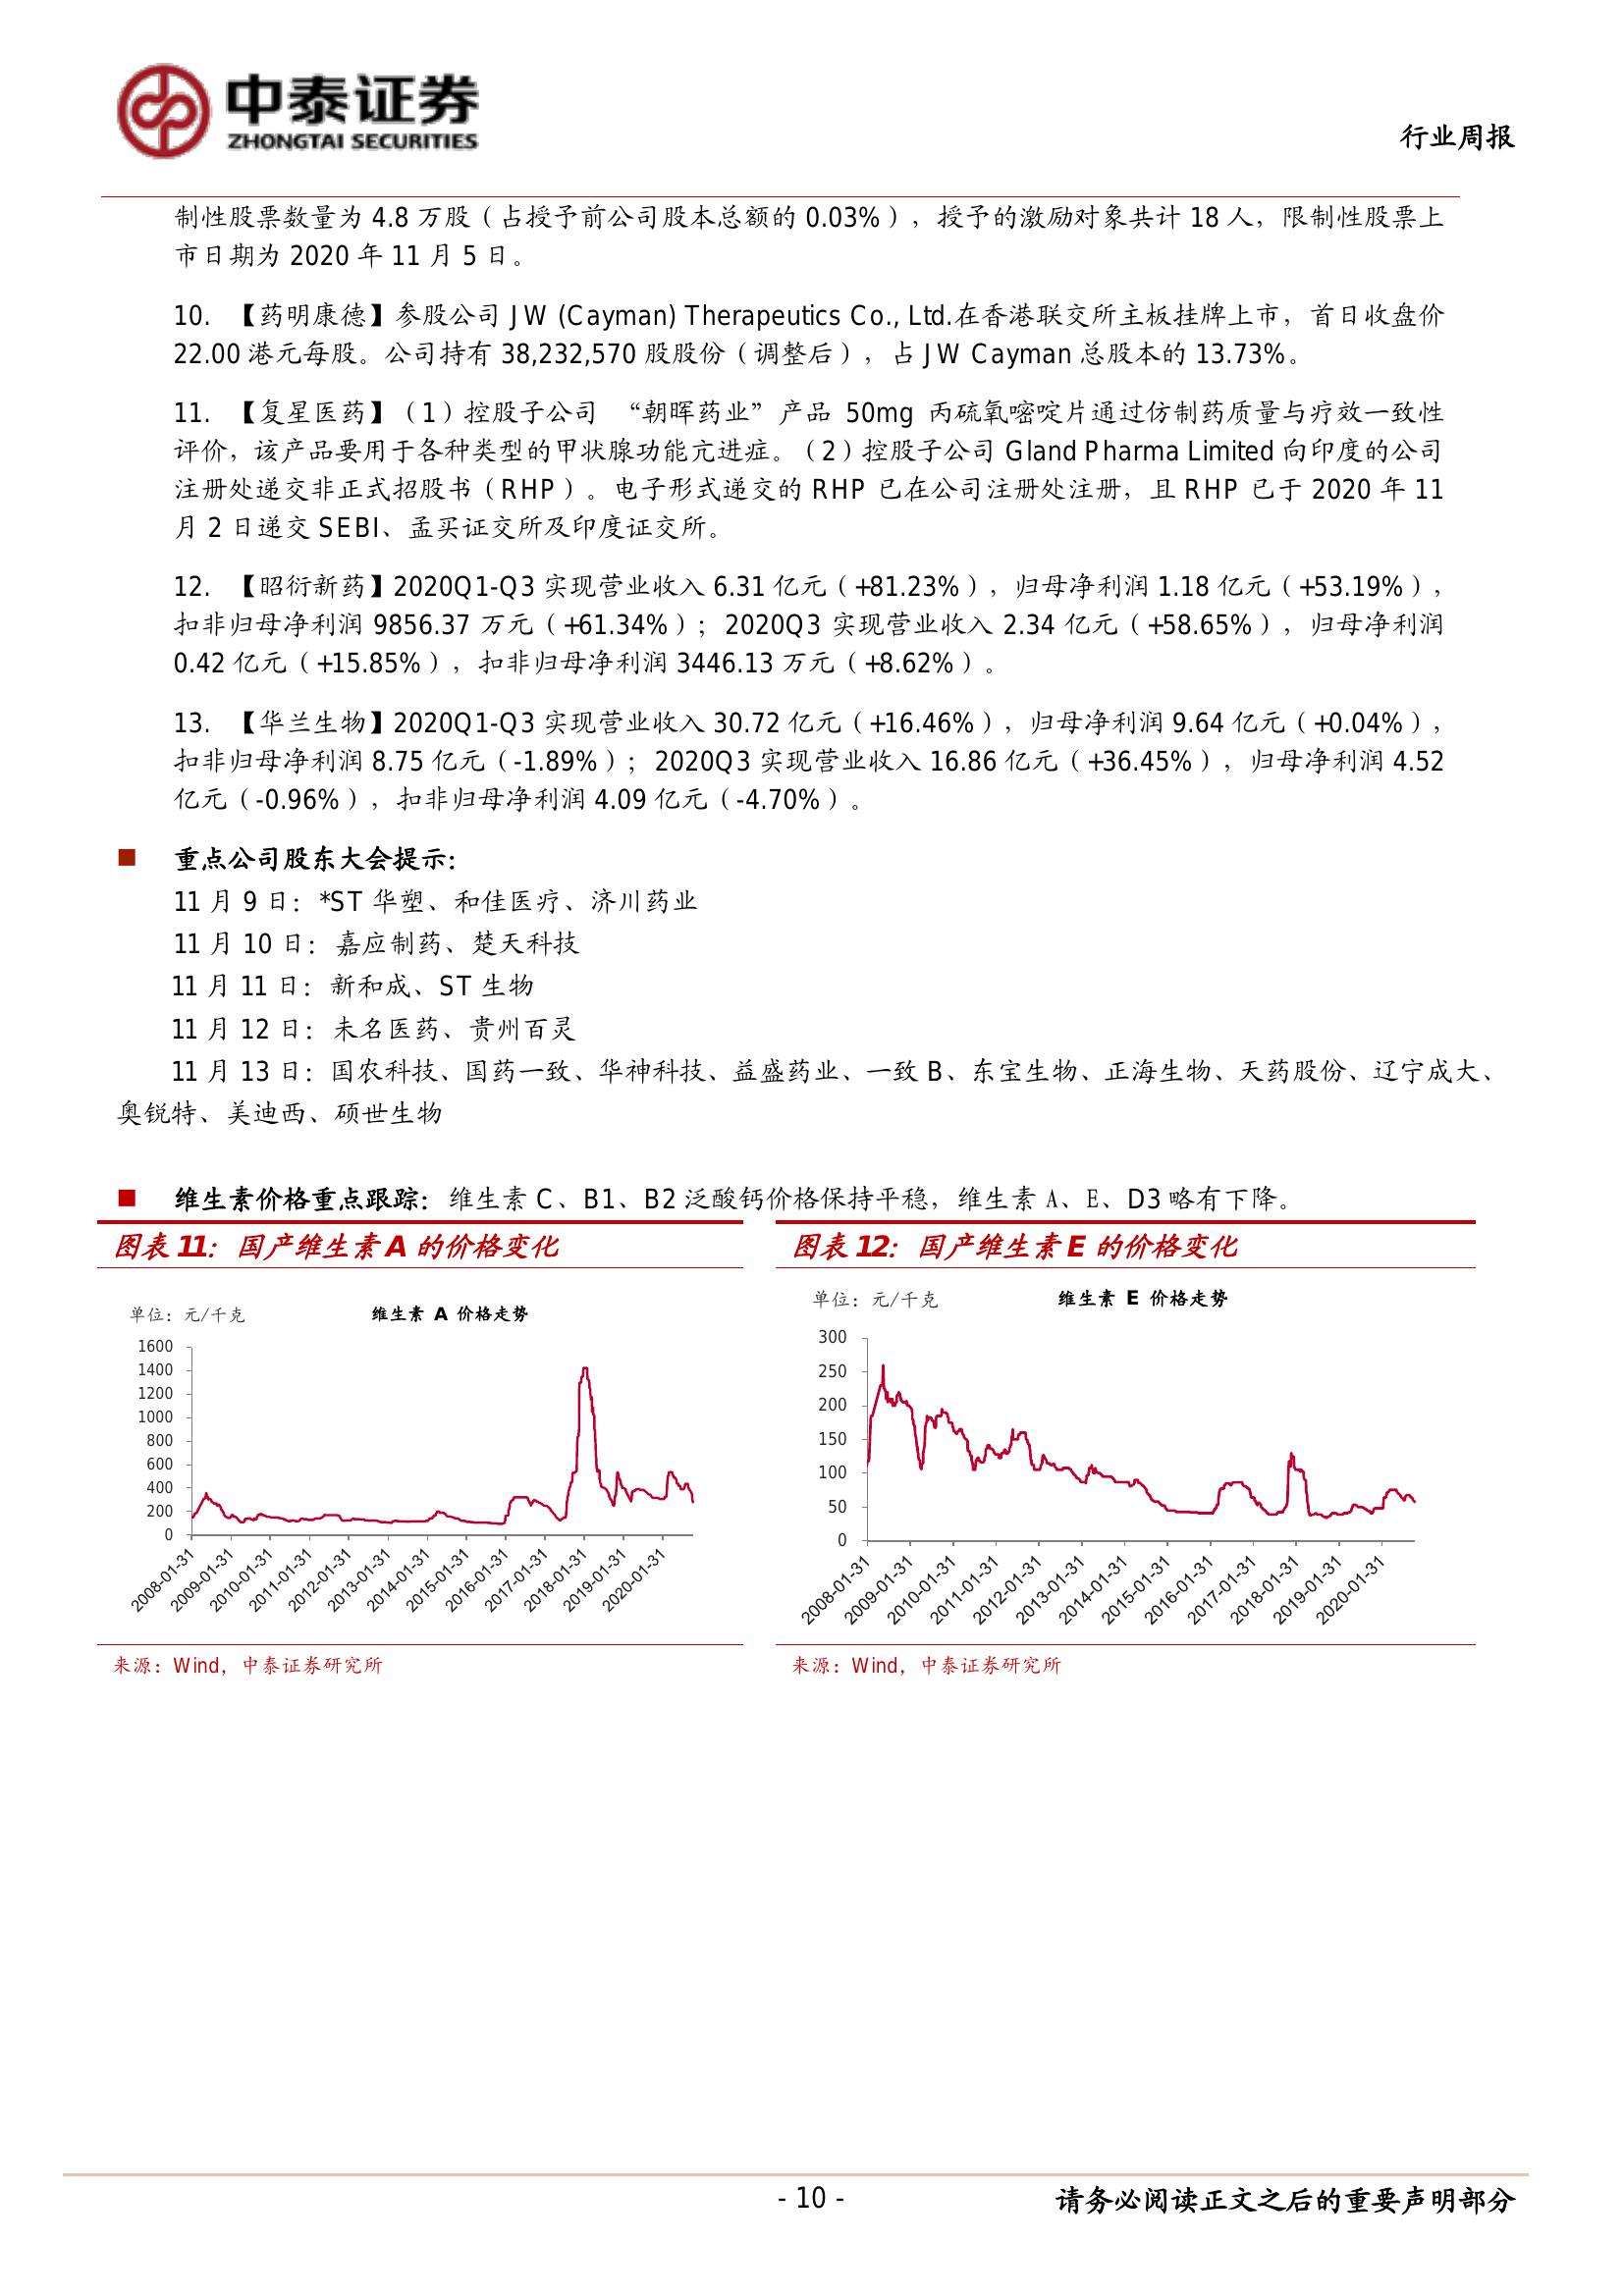 中泰证券
ZHONGTAI SECURITIES
行业周报
制性股票数量为 4.8 万股（占授予前公司股本总额的 0.03%），授予的激励对象共计 18 人，限制性股票上
市日期为 2020 年 11 月 5 日。
10. 【药明康德】参股公司 JW (Cayman) Therapeutics Co., Ltd.在香港联交所主板挂牌上市，首日收盘价
22.00 港元每股。公司持有 38,232,570 股股份（调整后），占 JW Cayman 总股本的 13.73%。
11. 【复星医药】（1）控股子公司 “朝晖药业”产品 50mg 丙硫氧嘧啶片通过仿制药质量与疗效一致性
评价，该产品要用于各种类型的甲状腺功能亢进症。（2）控股子公司 Gland Pharma Limited 向印度的公司
注册处递交非正式招股书（RHP）。电子形式递交的 RHP 已在公司注册处注册，且 RHP 已于 2020 年 11
月 2 日递交 SEBI、孟买证交所及印度证交所。
12. 【昭衍新药】2020Q1-Q3 实现营业收入 6.31 亿元（+81.23%），归母净利润 1.18 亿元（+53.19%），
扣非归母净利润 9856.37 万元（+61.34%）；2020Q3 实现营业收入 2.34 亿元（+58.65%），归母净利润
0.42 亿元（+15.85%），扣非归母净利润 3446.13 万元（+8.62%）。
13. 【华兰生物】2020Q1-Q3 实现营业收入 30.72 亿元（+16.46%），归母净利润 9.64 亿元（+0.04%），
扣非归母净利润 8.75 亿元（-1.89%）；2020Q3 实现营业收入 16.86 亿元（+36.45%），归母净利润 4.52
亿元（-0.96%），扣非归母净利润 4.09 亿元（-4.70%）。
■ 重点公司股东大会提示：
11 月 9 日：*ST 华塑、和佳医疗、济川药业
11 月 10 日：嘉应制药、楚天科技
11 月 11 日：新和成、ST 生物
11 月 12 日：未名医药、贵州百灵
11 月 13 日：国农科技、国药一致、华神科技、益盛药业、一致 B、东宝生物、正海生物、天药股份、辽宁成大、
奥锐特、美迪西、硕世生物
■ 维生素价格重点跟踪：维生素 C、B1、B2 泛酸钙价格保持平稳，维生素 A、E、D3 略有下降。
图表 11：国产维生素 A 的价格变化
单位：元/千克
维生素 A 价格走势
1600
1400
1200
1000
800
600
400
200
0
2008-01-31
2009-01-31
2010-01-31
2011-01-31
2012-01-31
2013-01-31
2014-01-31
2015-01-31
2016-01-31
2017-01-31
2018-01-31
2019-01-31
2020-01-31
来源：Wind，中泰证券研究所
图表 12：国产维生素 E 的价格变化
单位：元/千克
维生素 E 价格走势
300
250
200
150
100
50
0
2008-01-31
2009-01-31
2010-01-31
2011-01-31
2012-01-31
2013-01-31
2014-01-31
2015-01-31
2016-01-31
2017-01-31
2018-01-31
2019-01-31
2020-01-31
来源：Wind，中泰证券研究所
- 10 -
请务必阅读正文之后的重要声明部分